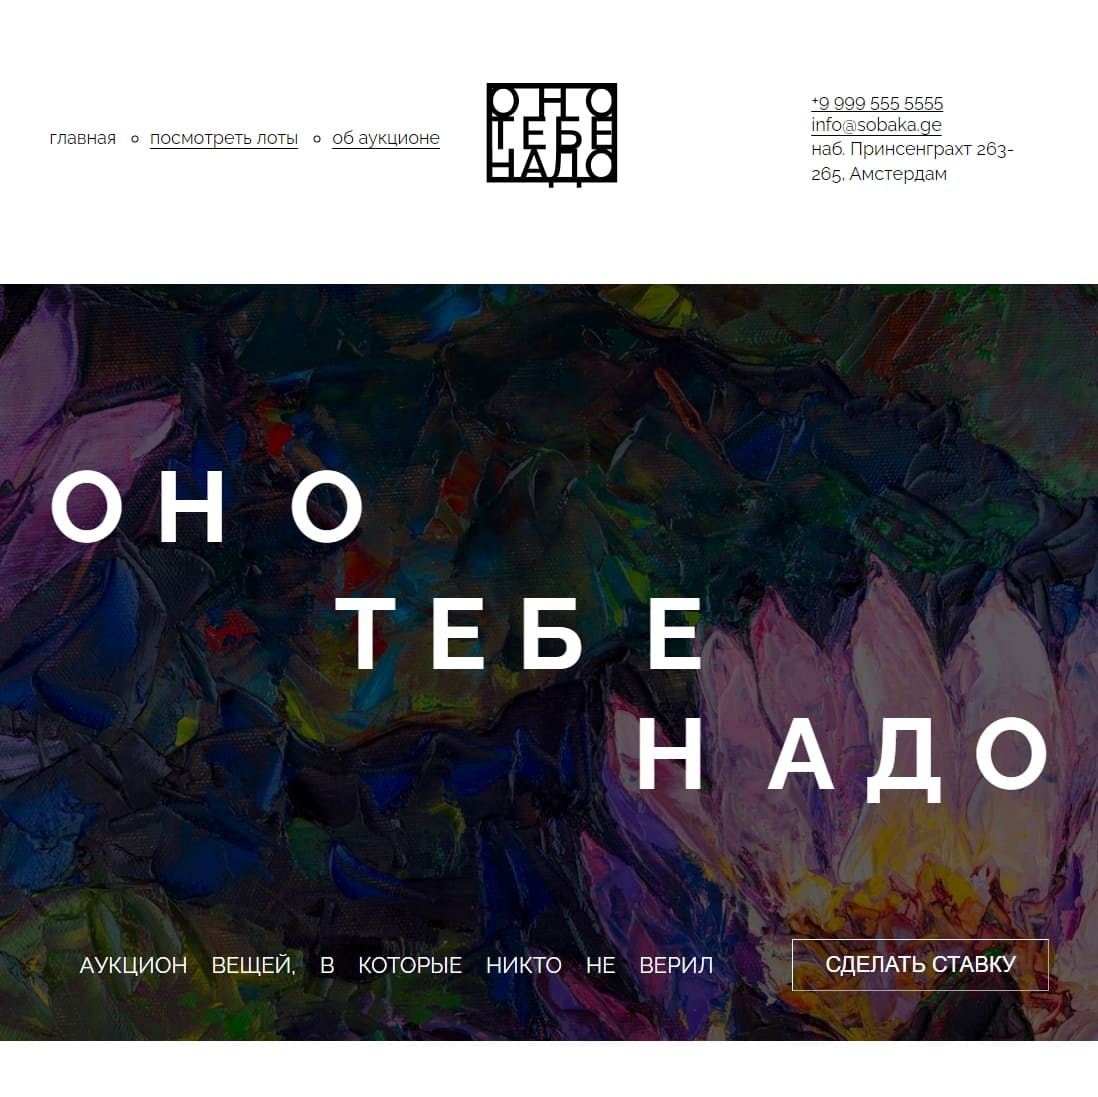 главная
посмотреть лоты
об аукционе
ОНО
ТЕБЕ
НАДО
+9 999 555 5555
info@sobaka.ge
наб. Принсенграхт 263-
265, Амстердам
ОНО
ТЕБЕ
НАДО
АУКЦИОН ВЕЩЕЙ, В КОТОРЫЕ НИКТО НЕ ВЕРИЛ
СДЕЛАТЬ СТАВКУ